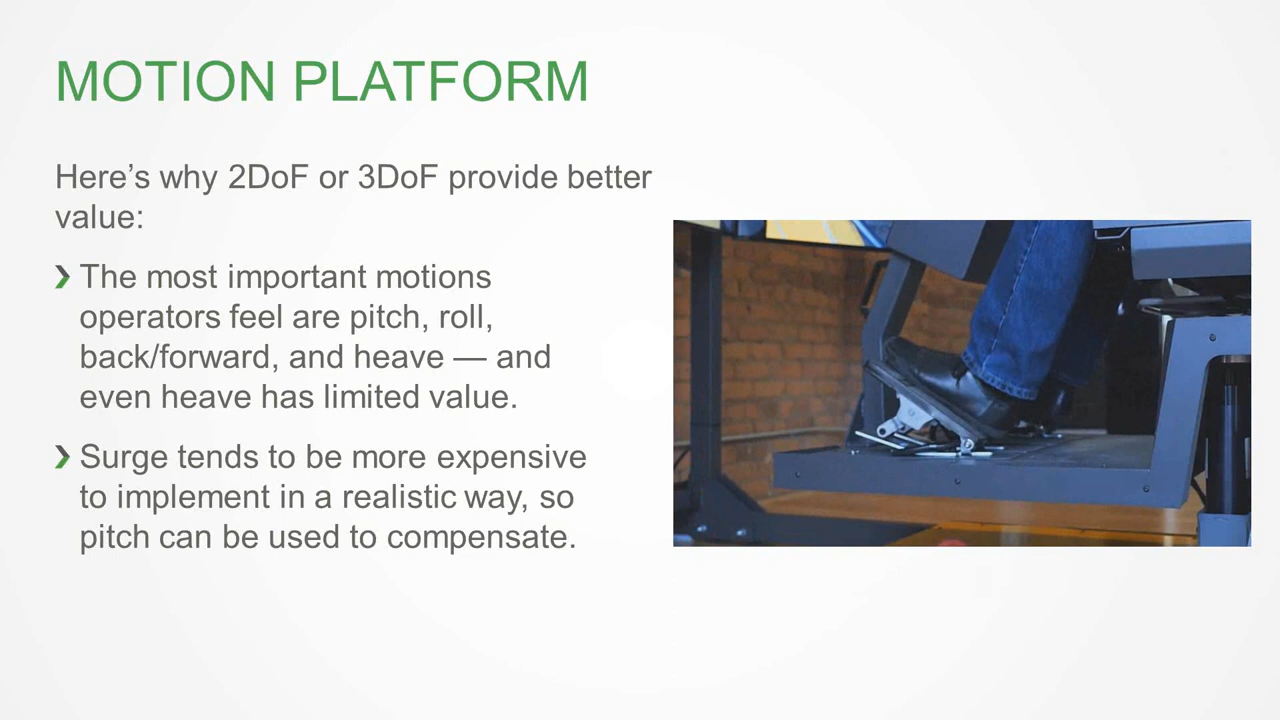 MOTION PLATFORM
Here’s why 2DoF or 3DoF provide better
value:
The most important motions
operators feel are pitch, roll,
back/forward, and heave — and
even heave has limited value.
Surge tends to be more expensive
to implement in a realistic way, so
pitch can be used to compensate.